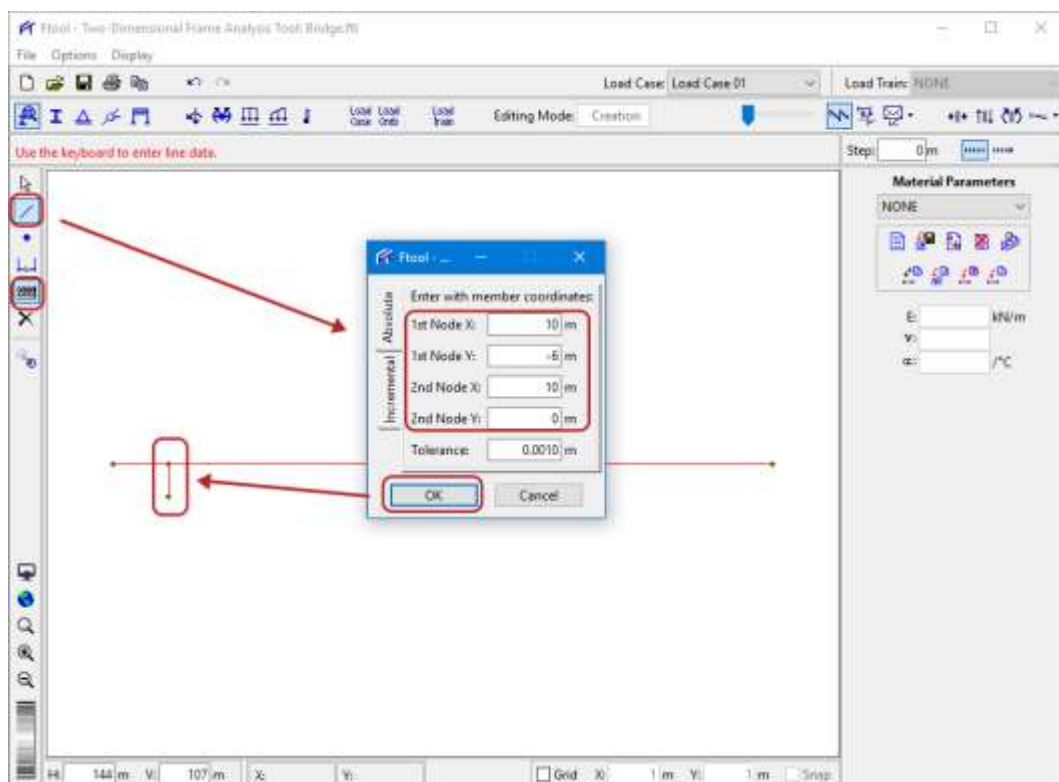 Ftool - Two-Dimensional Frame Analysis Tool: Bridge.ftl
File Options Display
Load Case: Load Case 01 Load Train: NONE
Load Case Load Cmb Load Train Editing Mode: Creation
Use the keyboard to enter line data. Step: 0 m
Material Parameters
NONE
Ftool - ...
Absolute
Incremental
Enter with member coordinates:
1st Node X: 10 m
1st Node Y: -6 m
2nd Node X: 10 m
2nd Node Y: 0 m
Tolerance: 0.0010 m
OK Cancel
E: kN/m
ν:
α: /°C
H: 144 m V: 107 m X: Y: Grid X: 1 m Y: 1 m Snap